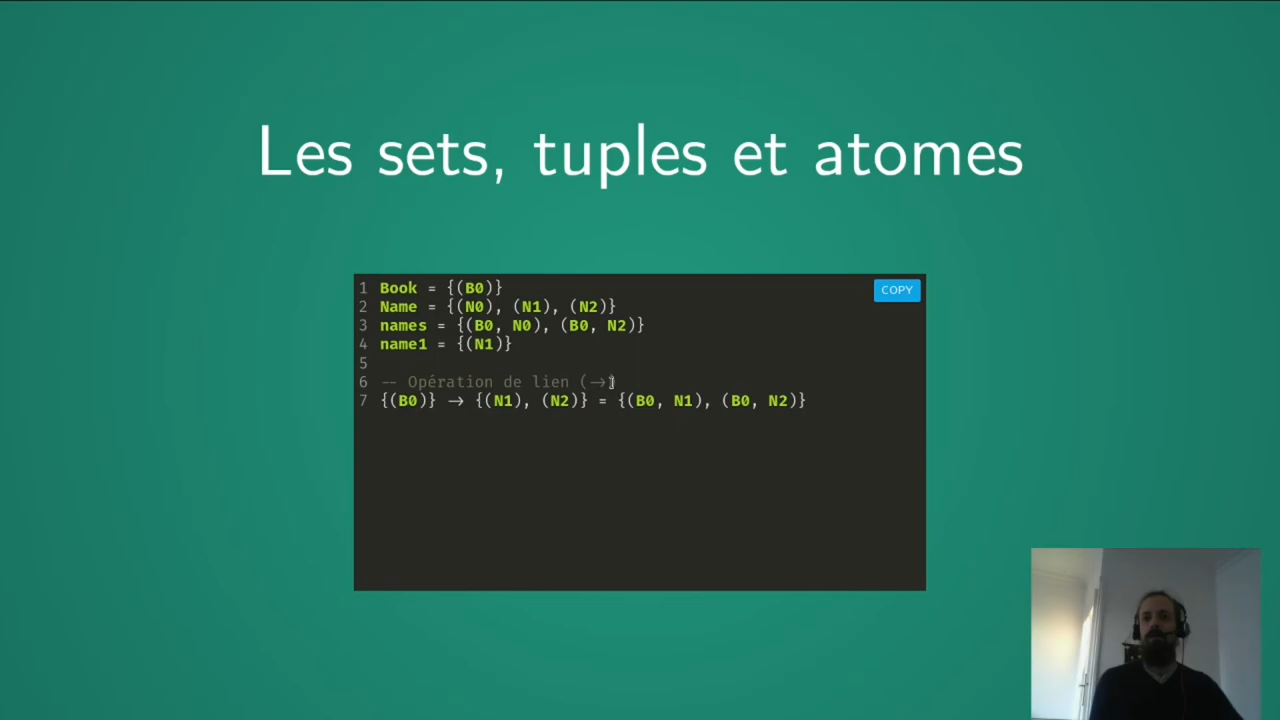 Les sets, tuples et atomes
COPY
1 Book = {(B0)}
2 Name = {(N0), (N1), (N2)}
3 names = {(B0, N0), (B0, N2)}
4 name1 = {(N1)}
5
6 -- Opération de lien (→)
7 {(B0)} → {(N1), (N2)} = {(B0, N1), (B0, N2)}